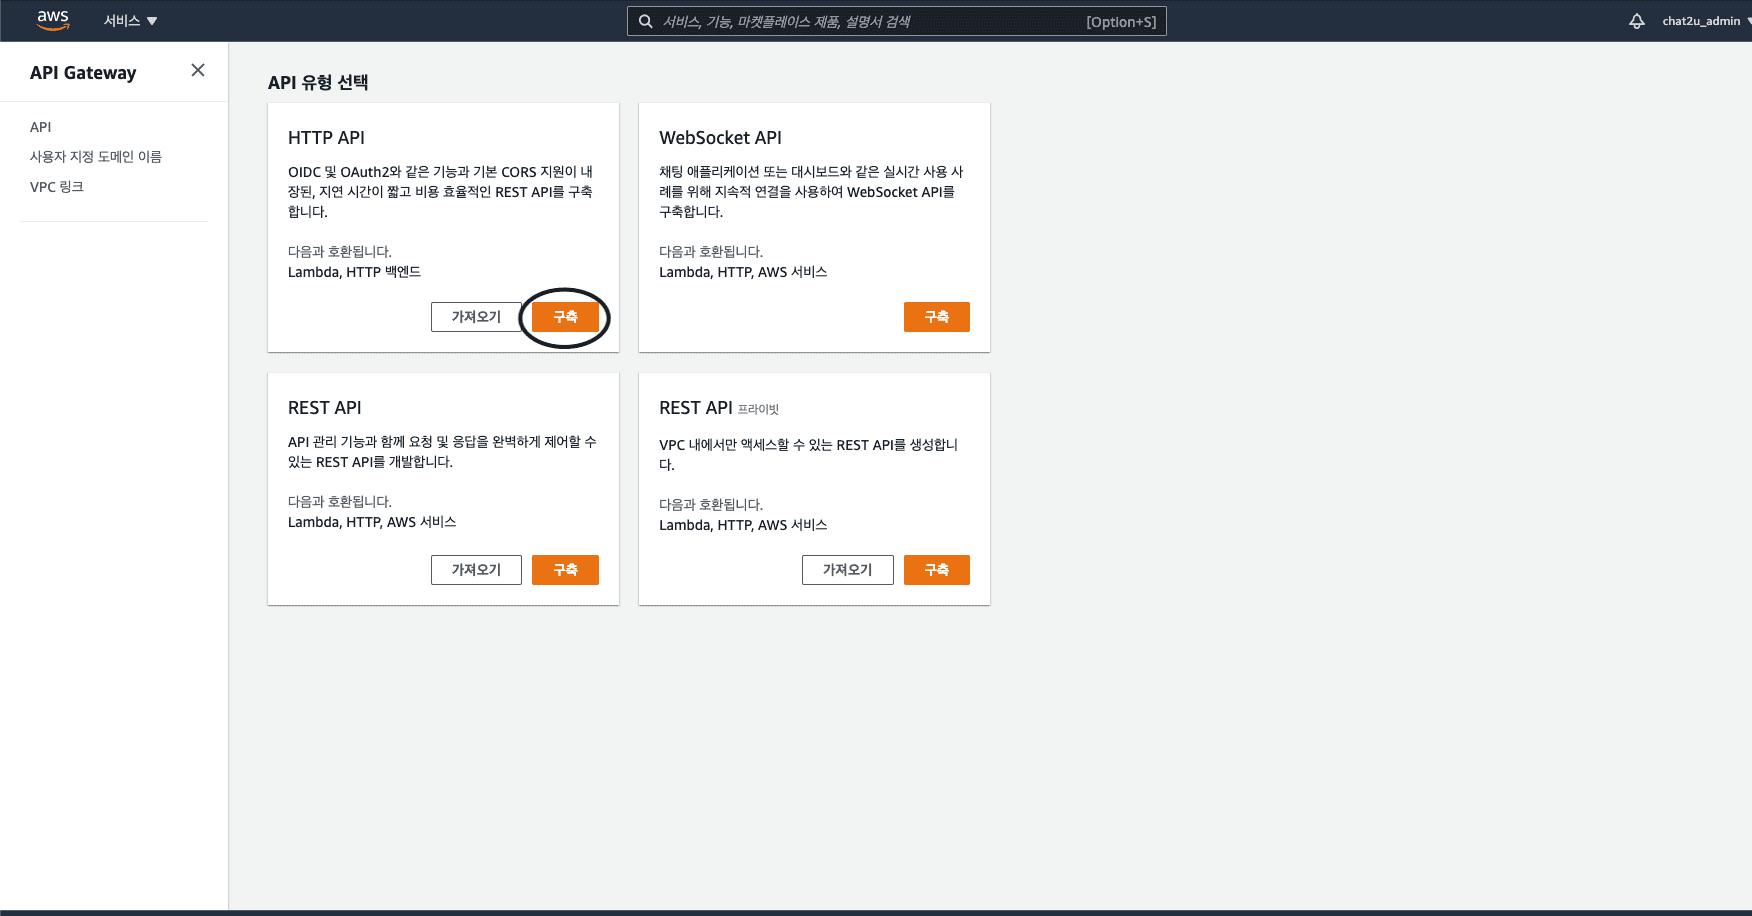 aws
서비스
서비스, 기능, 마켓플레이스 제품, 설명서 검색
[Option+S]
chat2u_admin
API Gateway
API
사용자 지정 도메인 이름
VPC 링크
API 유형 선택
HTTP API
OIDC 및 OAuth2와 같은 기능과 기본 CORS 지원이 내
장된, 지연 시간이 짧고 비용 효율적인 REST API를 구축
합니다.
다음과 호환됩니다.
Lambda, HTTP 백엔드
가져오기
구축
WebSocket API
채팅 애플리케이션 또는 대시보드와 같은 실시간 사용 사
례를 위해 지속적 연결을 사용하여 WebSocket API를
구축합니다.
다음과 호환됩니다.
Lambda, HTTP, AWS 서비스
구축
REST API
API 관리 기능과 함께 요청 및 응답을 완벽하게 제어할 수
있는 REST API를 개발합니다.
다음과 호환됩니다.
Lambda, HTTP, AWS 서비스
가져오기
구축
REST API 프라이빗
VPC 내에서만 액세스할 수 있는 REST API를 생성합니
다.
다음과 호환됩니다.
Lambda, HTTP, AWS 서비스
가져오기
구축